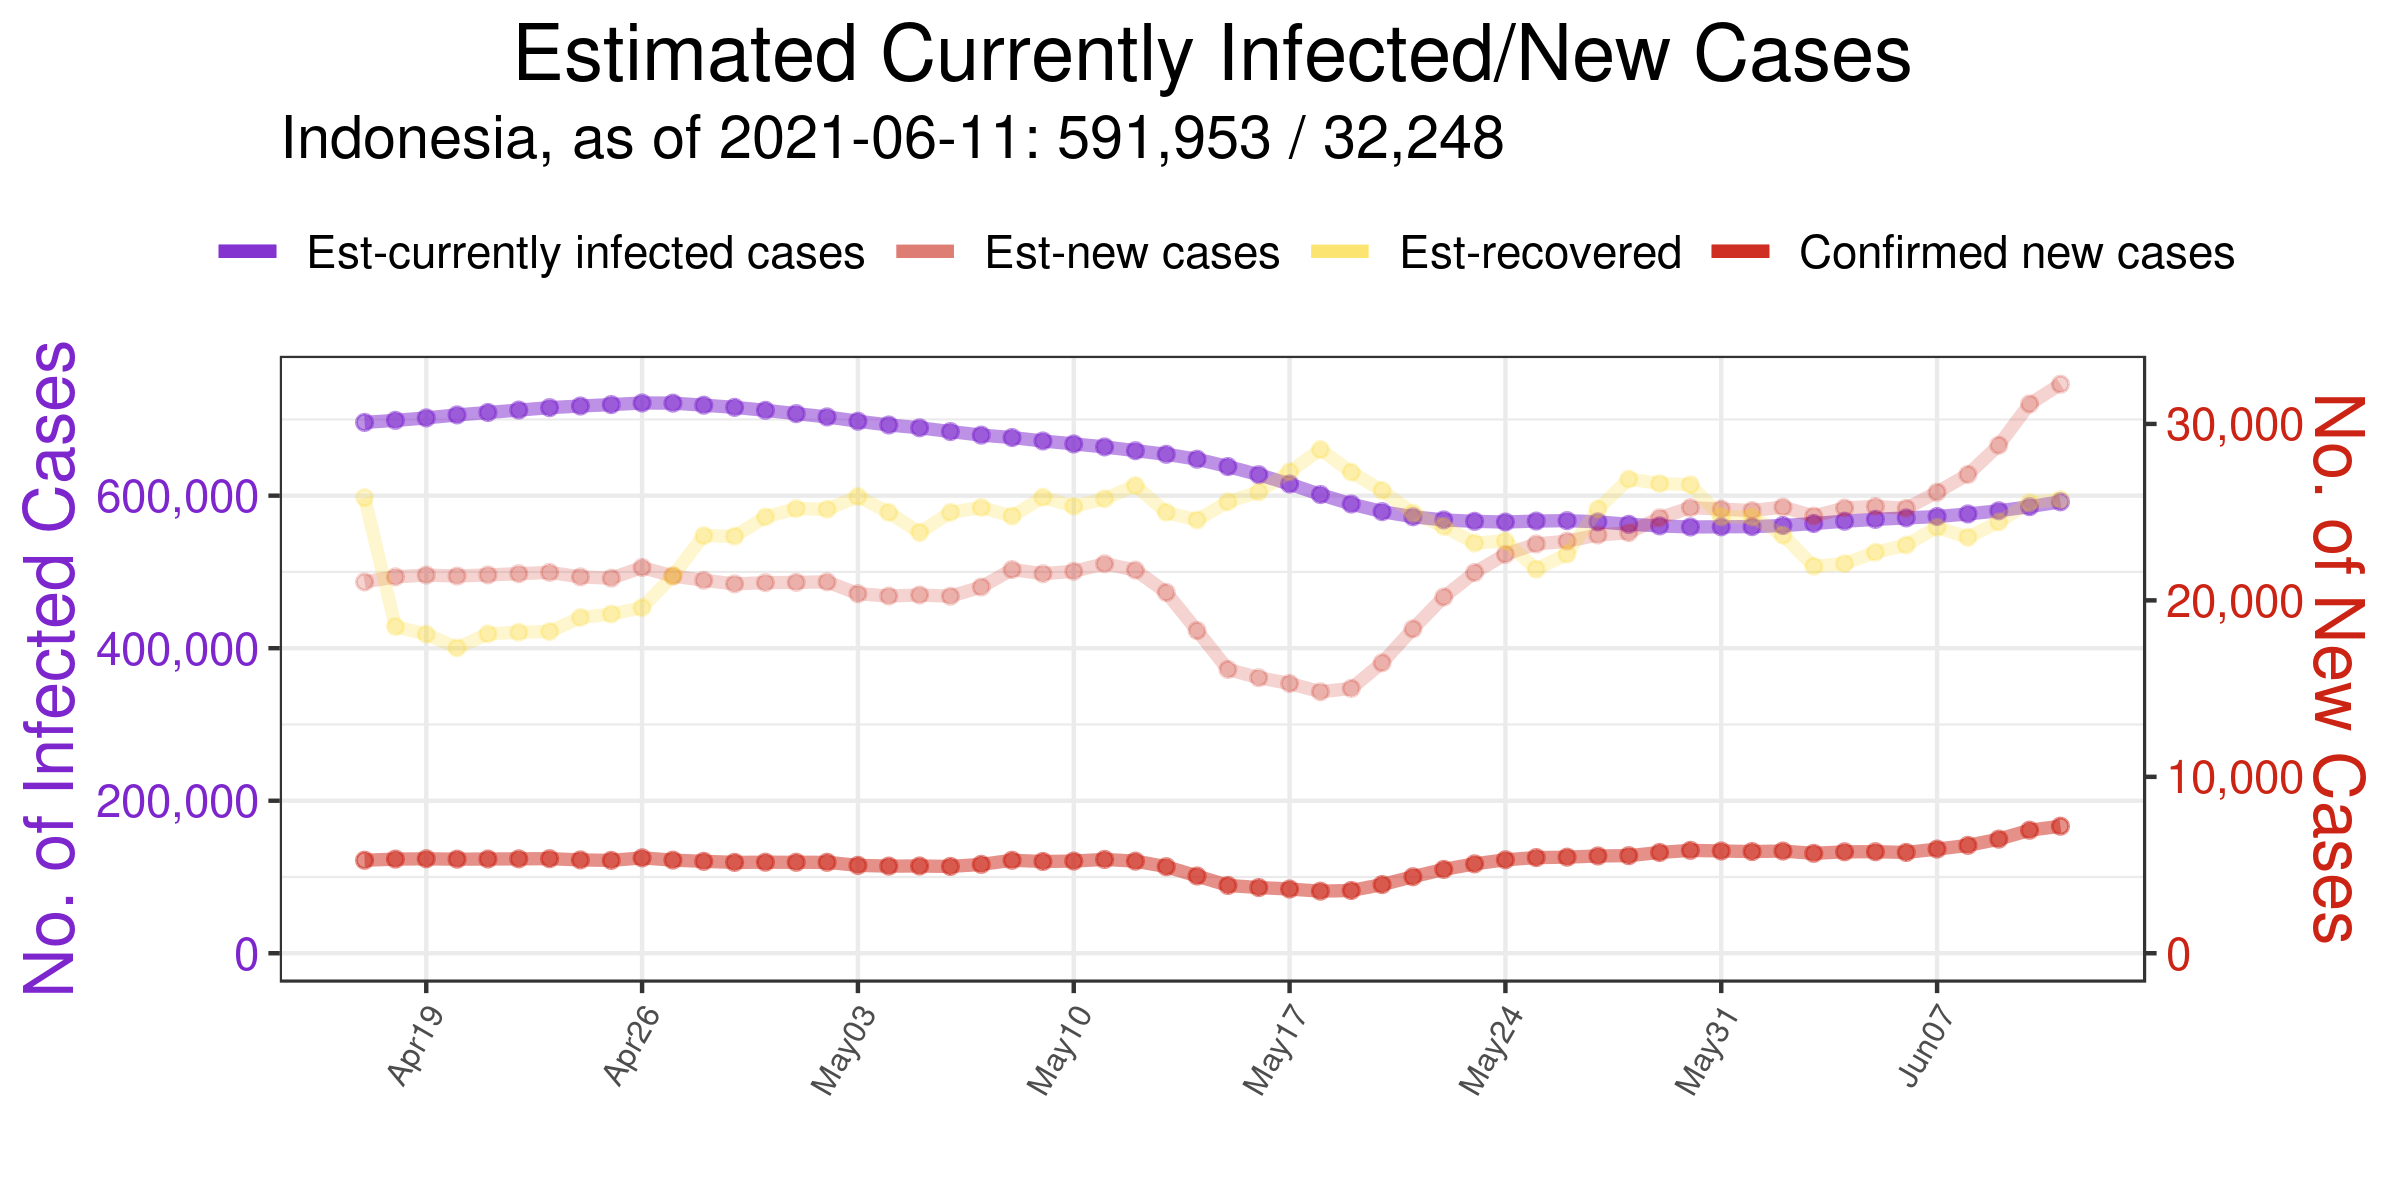 Estimated Currently Infected/New Cases
Indonesia, as of 2021-06-11: 591,953 / 32,248
Est-currently infected cases Est-new cases Est-recovered Confirmed new cases
No. of Infected Cases
600,000
400,000
200,000
0
30,000
20,000
10,000
0
No. of New Cases
Apr19 Apr26 May03 May10 May17 May24 May31 Jun07